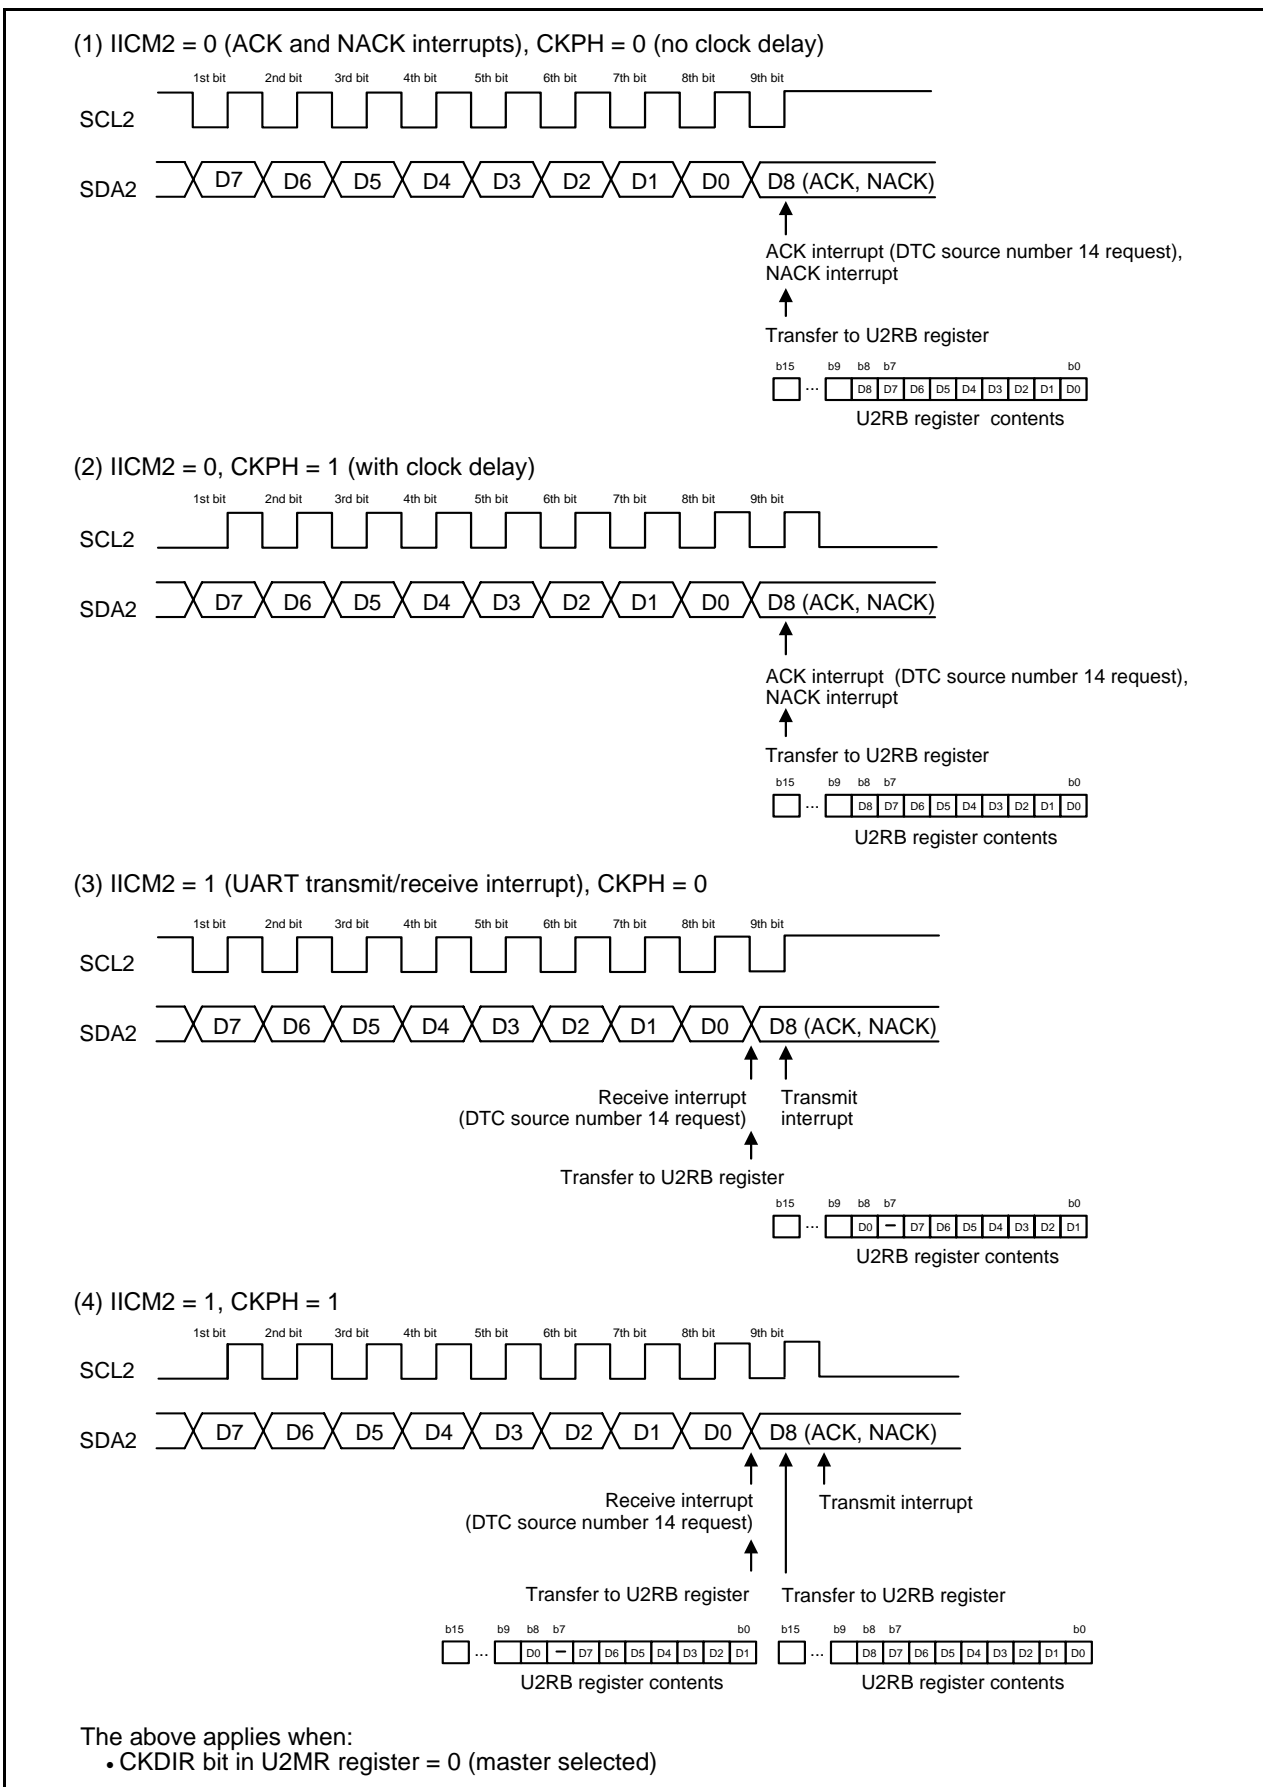 (1) IICM2 = 0 (ACK and NACK interrupts), CKPH = 0 (no clock delay)
1st bit 2nd bit 3rd bit 4th bit 5th bit 6th bit 7th bit 8th bit 9th bit
SCL2
SDA2 D7 D6 D5 D4 D3 D2 D1 D0 D8 (ACK, NACK)
ACK interrupt (DTC source number 14 request),
NACK interrupt
Transfer to U2RB register
b15 b9 b8 b7 b0
... D8 D7 D6 D5 D4 D3 D2 D1 D0
U2RB register contents
(2) IICM2 = 0, CKPH = 1 (with clock delay)
1st bit 2nd bit 3rd bit 4th bit 5th bit 6th bit 7th bit 8th bit 9th bit
SCL2
SDA2 D7 D6 D5 D4 D3 D2 D1 D0 D8 (ACK, NACK)
ACK interrupt (DTC source number 14 request),
NACK interrupt
Transfer to U2RB register
b15 b9 b8 b7 b0
... D8 D7 D6 D5 D4 D3 D2 D1 D0
U2RB register contents
(3) IICM2 = 1 (UART transmit/receive interrupt), CKPH = 0
1st bit 2nd bit 3rd bit 4th bit 5th bit 6th bit 7th bit 8th bit 9th bit
SCL2
SDA2 D7 D6 D5 D4 D3 D2 D1 D0 D8 (ACK, NACK)
Receive interrupt Transmit
(DTC source number 14 request) interrupt
Transfer to U2RB register
b15 b9 b8 b7 b0
... D0 – D7 D6 D5 D4 D3 D2 D1
U2RB register contents
(4) IICM2 = 1, CKPH = 1
1st bit 2nd bit 3rd bit 4th bit 5th bit 6th bit 7th bit 8th bit 9th bit
SCL2
SDA2 D7 D6 D5 D4 D3 D2 D1 D0 D8 (ACK, NACK)
Receive interrupt Transmit interrupt
(DTC source number 14 request)
Transfer to U2RB register Transfer to U2RB register
b15 b9 b8 b7 b0 b15 b9 b8 b7 b0
... D0 – D7 D6 D5 D4 D3 D2 D1 ... D8 D7 D6 D5 D4 D3 D2 D1 D0
U2RB register contents U2RB register contents
The above applies when:
• CKDIR bit in U2MR register = 0 (master selected)